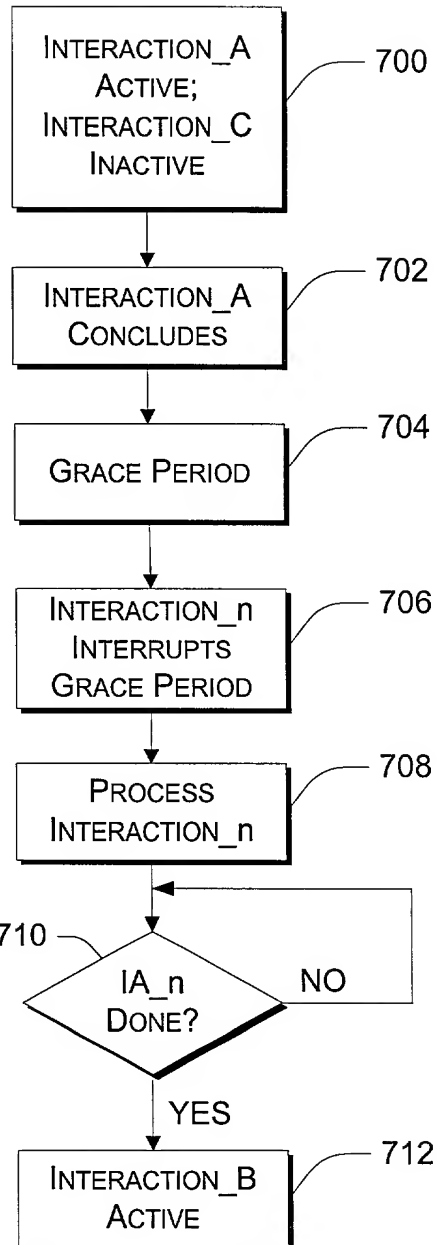 INTERACTION_A
ACTIVE;
INTERACTION_C
INACTIVE
700
INTERACTION_A
CONCLUDES
702
GRACE PERIOD
704
INTERACTION_n
INTERRUPTS
GRACE PERIOD
706
PROCESS
INTERACTION_n
708
710
IA_n
DONE?
NO
YES
INTERACTION_B
ACTIVE
712